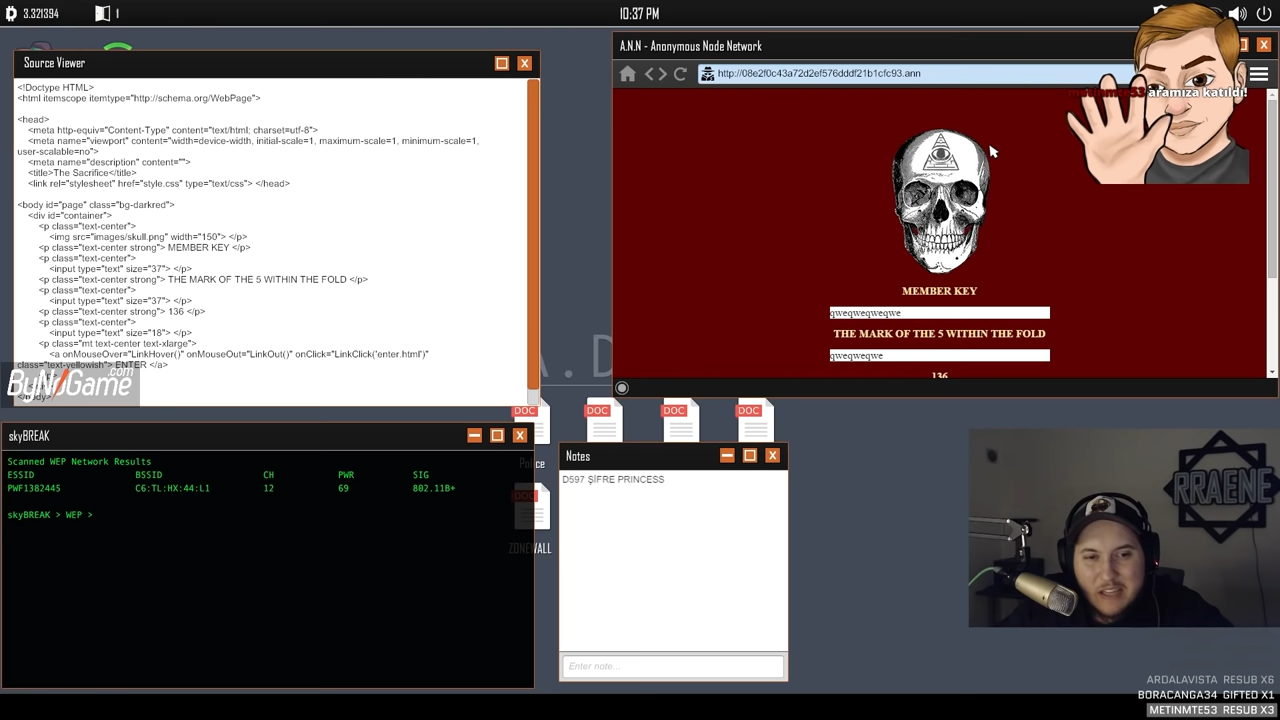 3.321394
1
10:37 PM
Source Viewer
<!Doctype HTML>
<html itemscope itemtype="http://schema.org/WebPage">
<head>
<meta http-equiv="Content-Type" content="text/html; charset=utf-8">
<meta name="viewport" content="width=device-width, initial-scale=1, maximum-scale=1, minimum-scale=1,
user-scalable=no">
<meta name="description" content="">
<title>The Sacrifice</title>
<link rel="stylesheet" href="style.css" type="text/css"> </head>
<body id="page" class="bg-darkred">
<div id="container">
<p class="text-center">
<img src="images/skull.png" width="150"> </p>
<p class="text-center strong"> MEMBER KEY </p>
<p class="text-center">
<input type="text" size="37"> </p>
<p class="text-center strong"> THE MARK OF THE 5 WITHIN THE FOLD </p>
<p class="text-center">
<input type="text" size="37"> </p>
<p class="text-center strong"> 136 </p>
<p class="text-center">
<input type="text" size="18"> </p>
<p class="mt text-center text-xlarge">
<a onMouseOver="LinkHover()" onMouseOut="LinkOut()" onClick="LinkClick('enter.html')"
class="text-yellowish"> ENTER </a>
</body>
ByNoGame.com
A.N.N - Anonymous Node Network
http://08e2f0c43a72d2ef576dddf21b1cfc93.ann
metinmte53 aramıza katıldı!
MEMBER KEY
qweqweqweqwe
THE MARK OF THE 5 WITHIN THE FOLD
qweqweqwe
136
A.D
DOC
DOC
DOC
DOC
Police
DOC
ZONEWALL
skyBREAK
Scanned WEP Network Results
ESSID BSSID CH PWR SIG
PWF1382445 C6:TL:HX:44:L1 12 69 802.11B+
skyBREAK > WEP >
Notes
D597 ŞİFRE PRINCESS
Enter note...
RRAENE
ARDALAVISTA RESUB X6
BORACANGA34 GIFTED X1
METINMTE53 RESUB X3